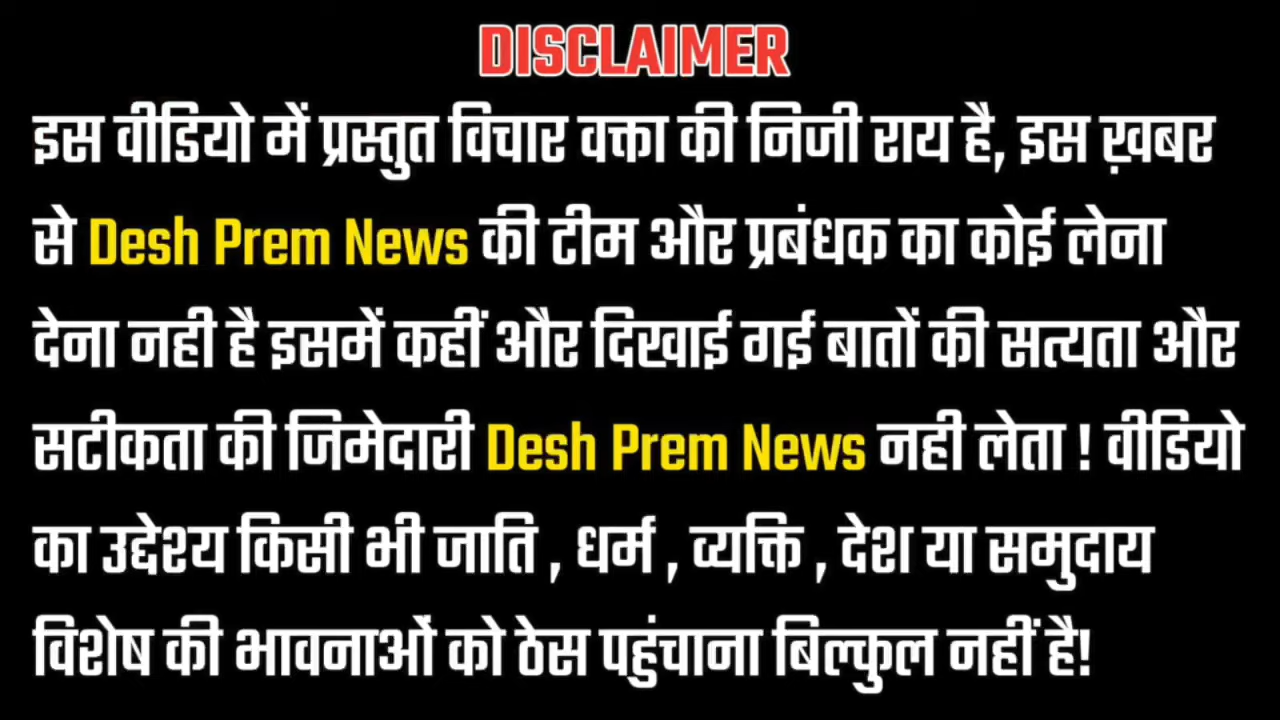 DISCLAIMER
इस वीडियो में प्रस्तुत विचार वक्ता की निजी राय है, इस ख़बर
से Desh Prem News की टीम और प्रबंधक का कोई लेना
देना नही है इसमें कहीं और दिखाई गई बातों की सत्यता और
सटीकता की जिमेदारी Desh Prem News नही लेता ! वीडियो
का उद्देश्य किसी भी जाति , धर्म , व्यक्ति , देश या समुदाय
विशेष की भावनाओं को ठेस पहुंचाना बिल्कुल नहीं है!